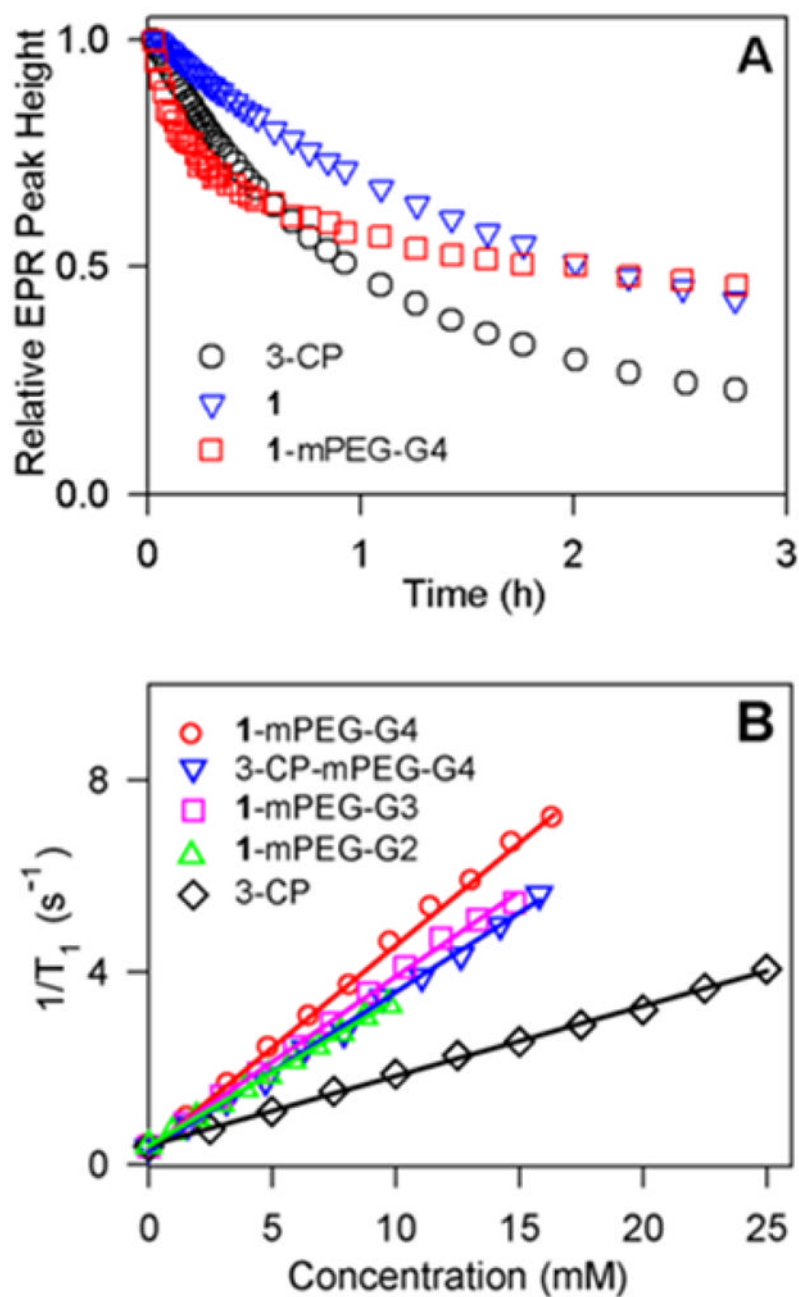 A
Relative EPR Peak Height
1.0
0.5
0.0
3-CP
1
1-mPEG-G4
0 1 2 3
Time (h)
B
1/T₁ (s⁻¹)
8
4
0
1-mPEG-G4
3-CP-mPEG-G4
1-mPEG-G3
1-mPEG-G2
3-CP
0 5 10 15 20 25
Concentration (mM)